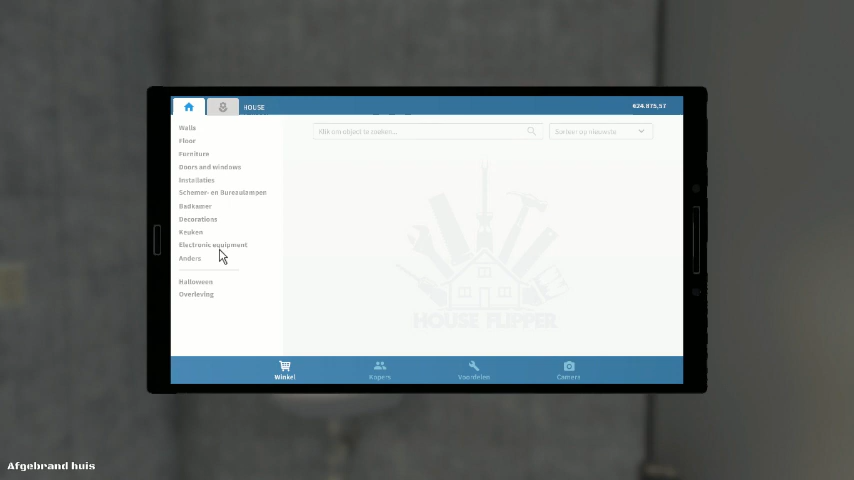 HOUSE
624.875,57
Klik om object te zoeken...
Sorteer op nieuwste
Walls
Floor
Furniture
Doors and windows
Installaties
Schemer- en Bureaulampen
Badkamer
Decorations
Keuken
Electronic equipment
Anders
Halloween
Overleving
HOUSE FLIPPER
Winkel
Kopers
Voordelen
Camera
Afgebrand huis